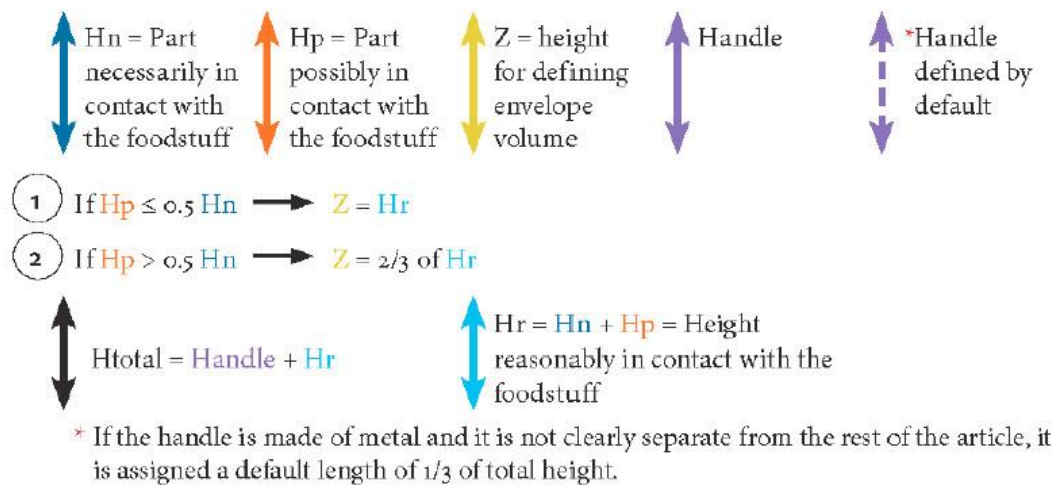 Hn = Part
necessarily in
contact with
the foodstuff
Hp = Part
possibly in
contact with
the foodstuff
Z = height
for defining
envelope
volume
Handle
*Handle
defined by
default
1 If Hp ≤ 0.5 Hn → Z = Hr
2 If Hp > 0.5 Hn → Z = 2/3 of Hr
Htotal = Handle + Hr
Hr = Hn + Hp = Height
reasonably in contact with the
foodstuff
* If the handle is made of metal and it is not clearly separate from the rest of the article, it
is assigned a default length of 1/3 of total height.